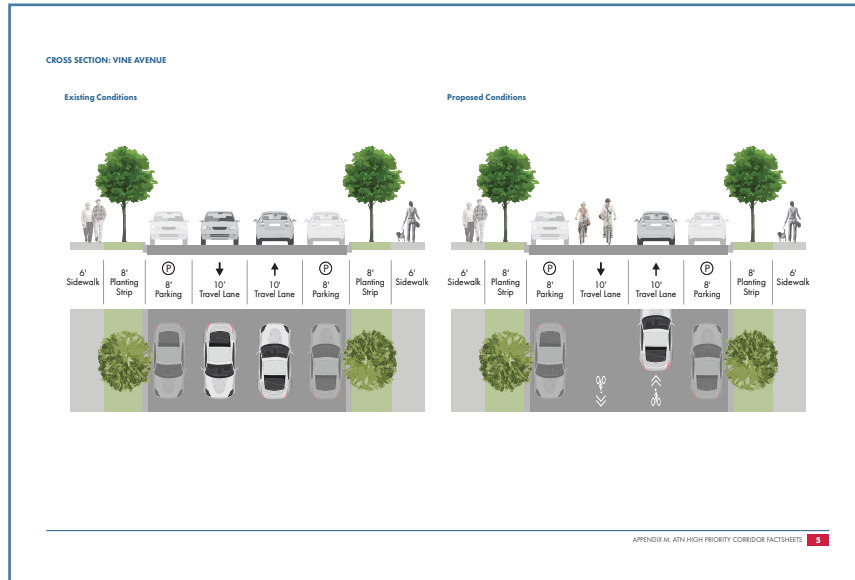 CROSS SECTION: VINE AVENUE
Existing Conditions
Proposed Conditions
6'
Sidewalk
8'
Planting
Strip
P
8'
Parking
10'
Travel Lane
10'
Travel Lane
P
8'
Parking
8'
Planting
Strip
6'
Sidewalk
6'
Sidewalk
8'
Planting
Strip
P
8'
Parking
10'
Travel Lane
10'
Travel Lane
P
8'
Parking
8'
Planting
Strip
6'
Sidewalk
APPENDIX M: ATN HIGH PRIORITY CORRIDOR FACTSHEETS 5